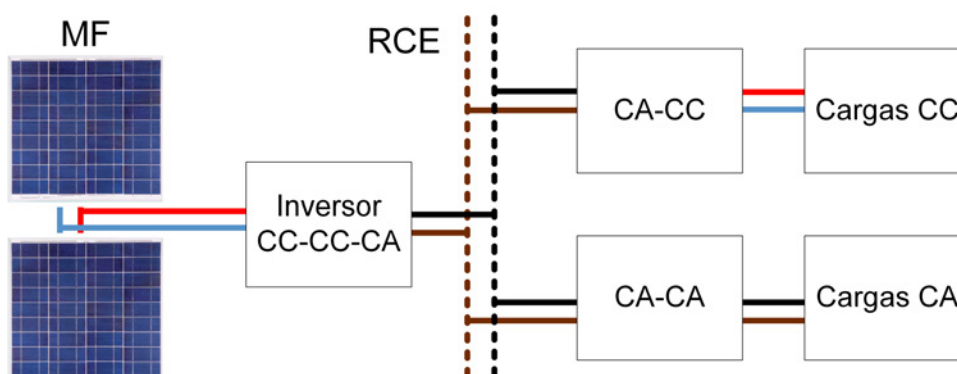 MF
RCE
Inversor
CC-CC-CA
CA-CC
Cargas CC
CA-CA
Cargas CA